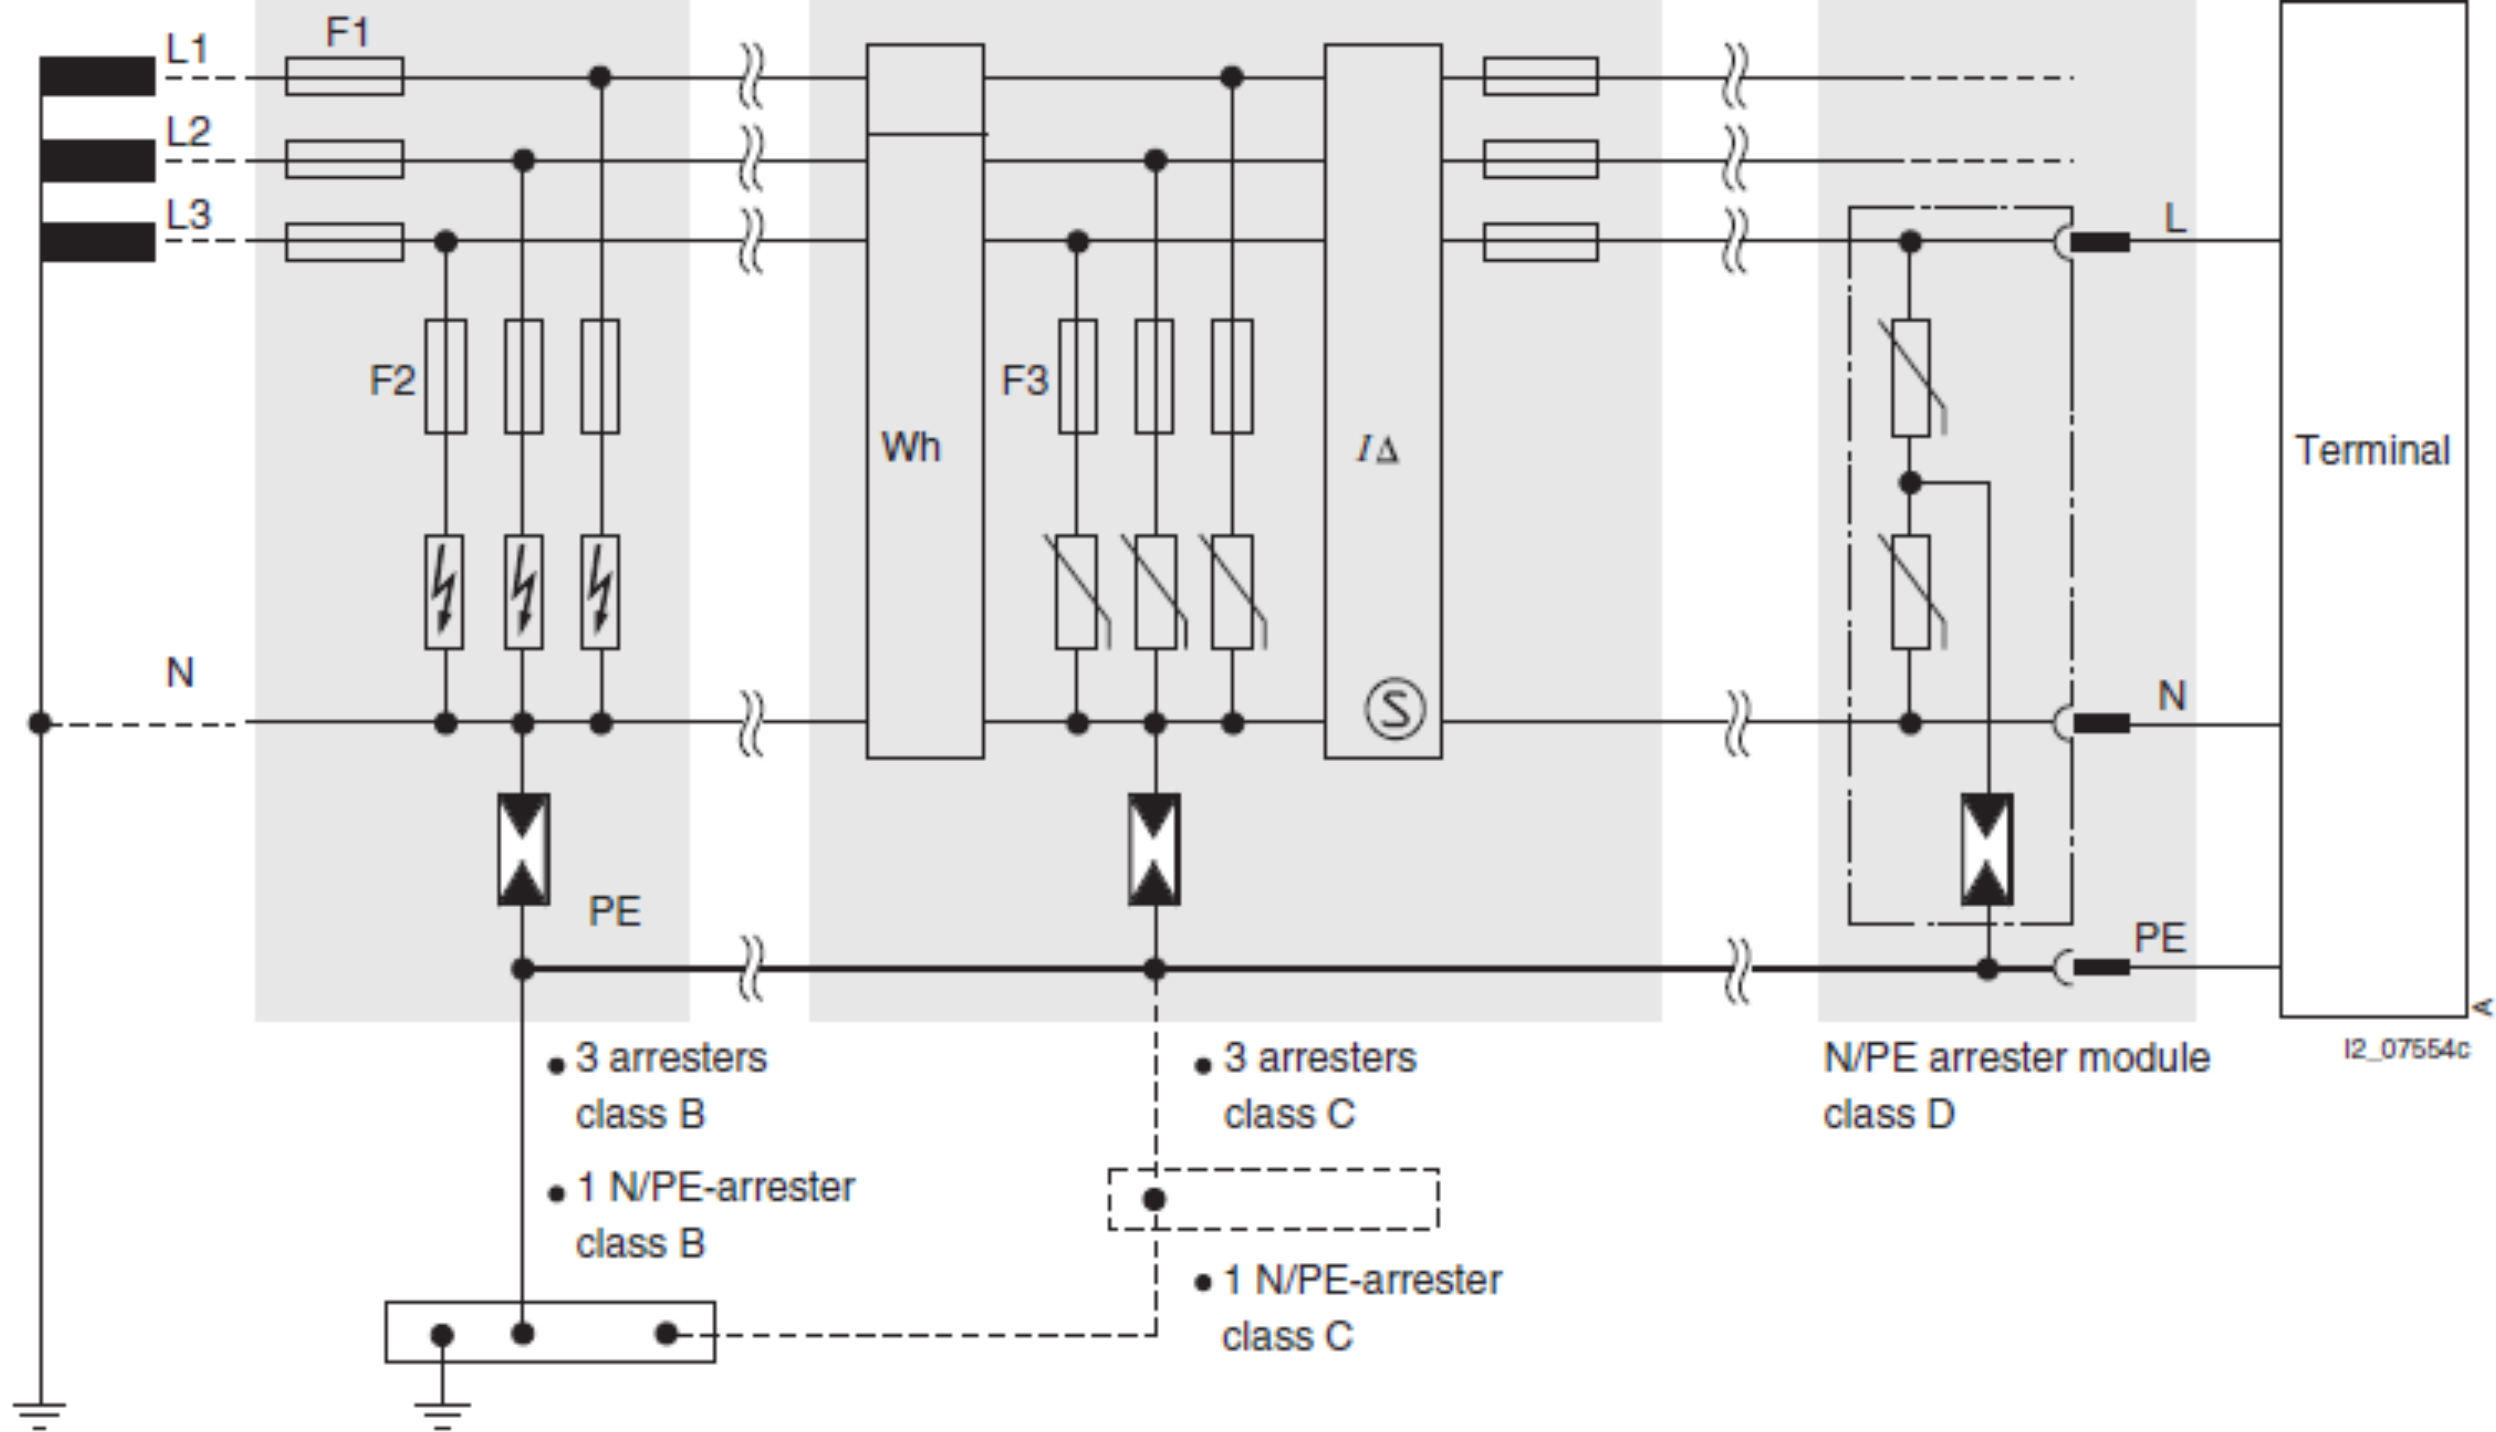 F1
L1
L2
L3
F2
F3
L
Wh
IΔ
Terminal
N
S
N
PE
PE
A
3 arresters
class B
1 N/PE-arrester
class B
3 arresters
class C
1 N/PE-arrester
class C
N/PE arrester module
class D
I2_07554c